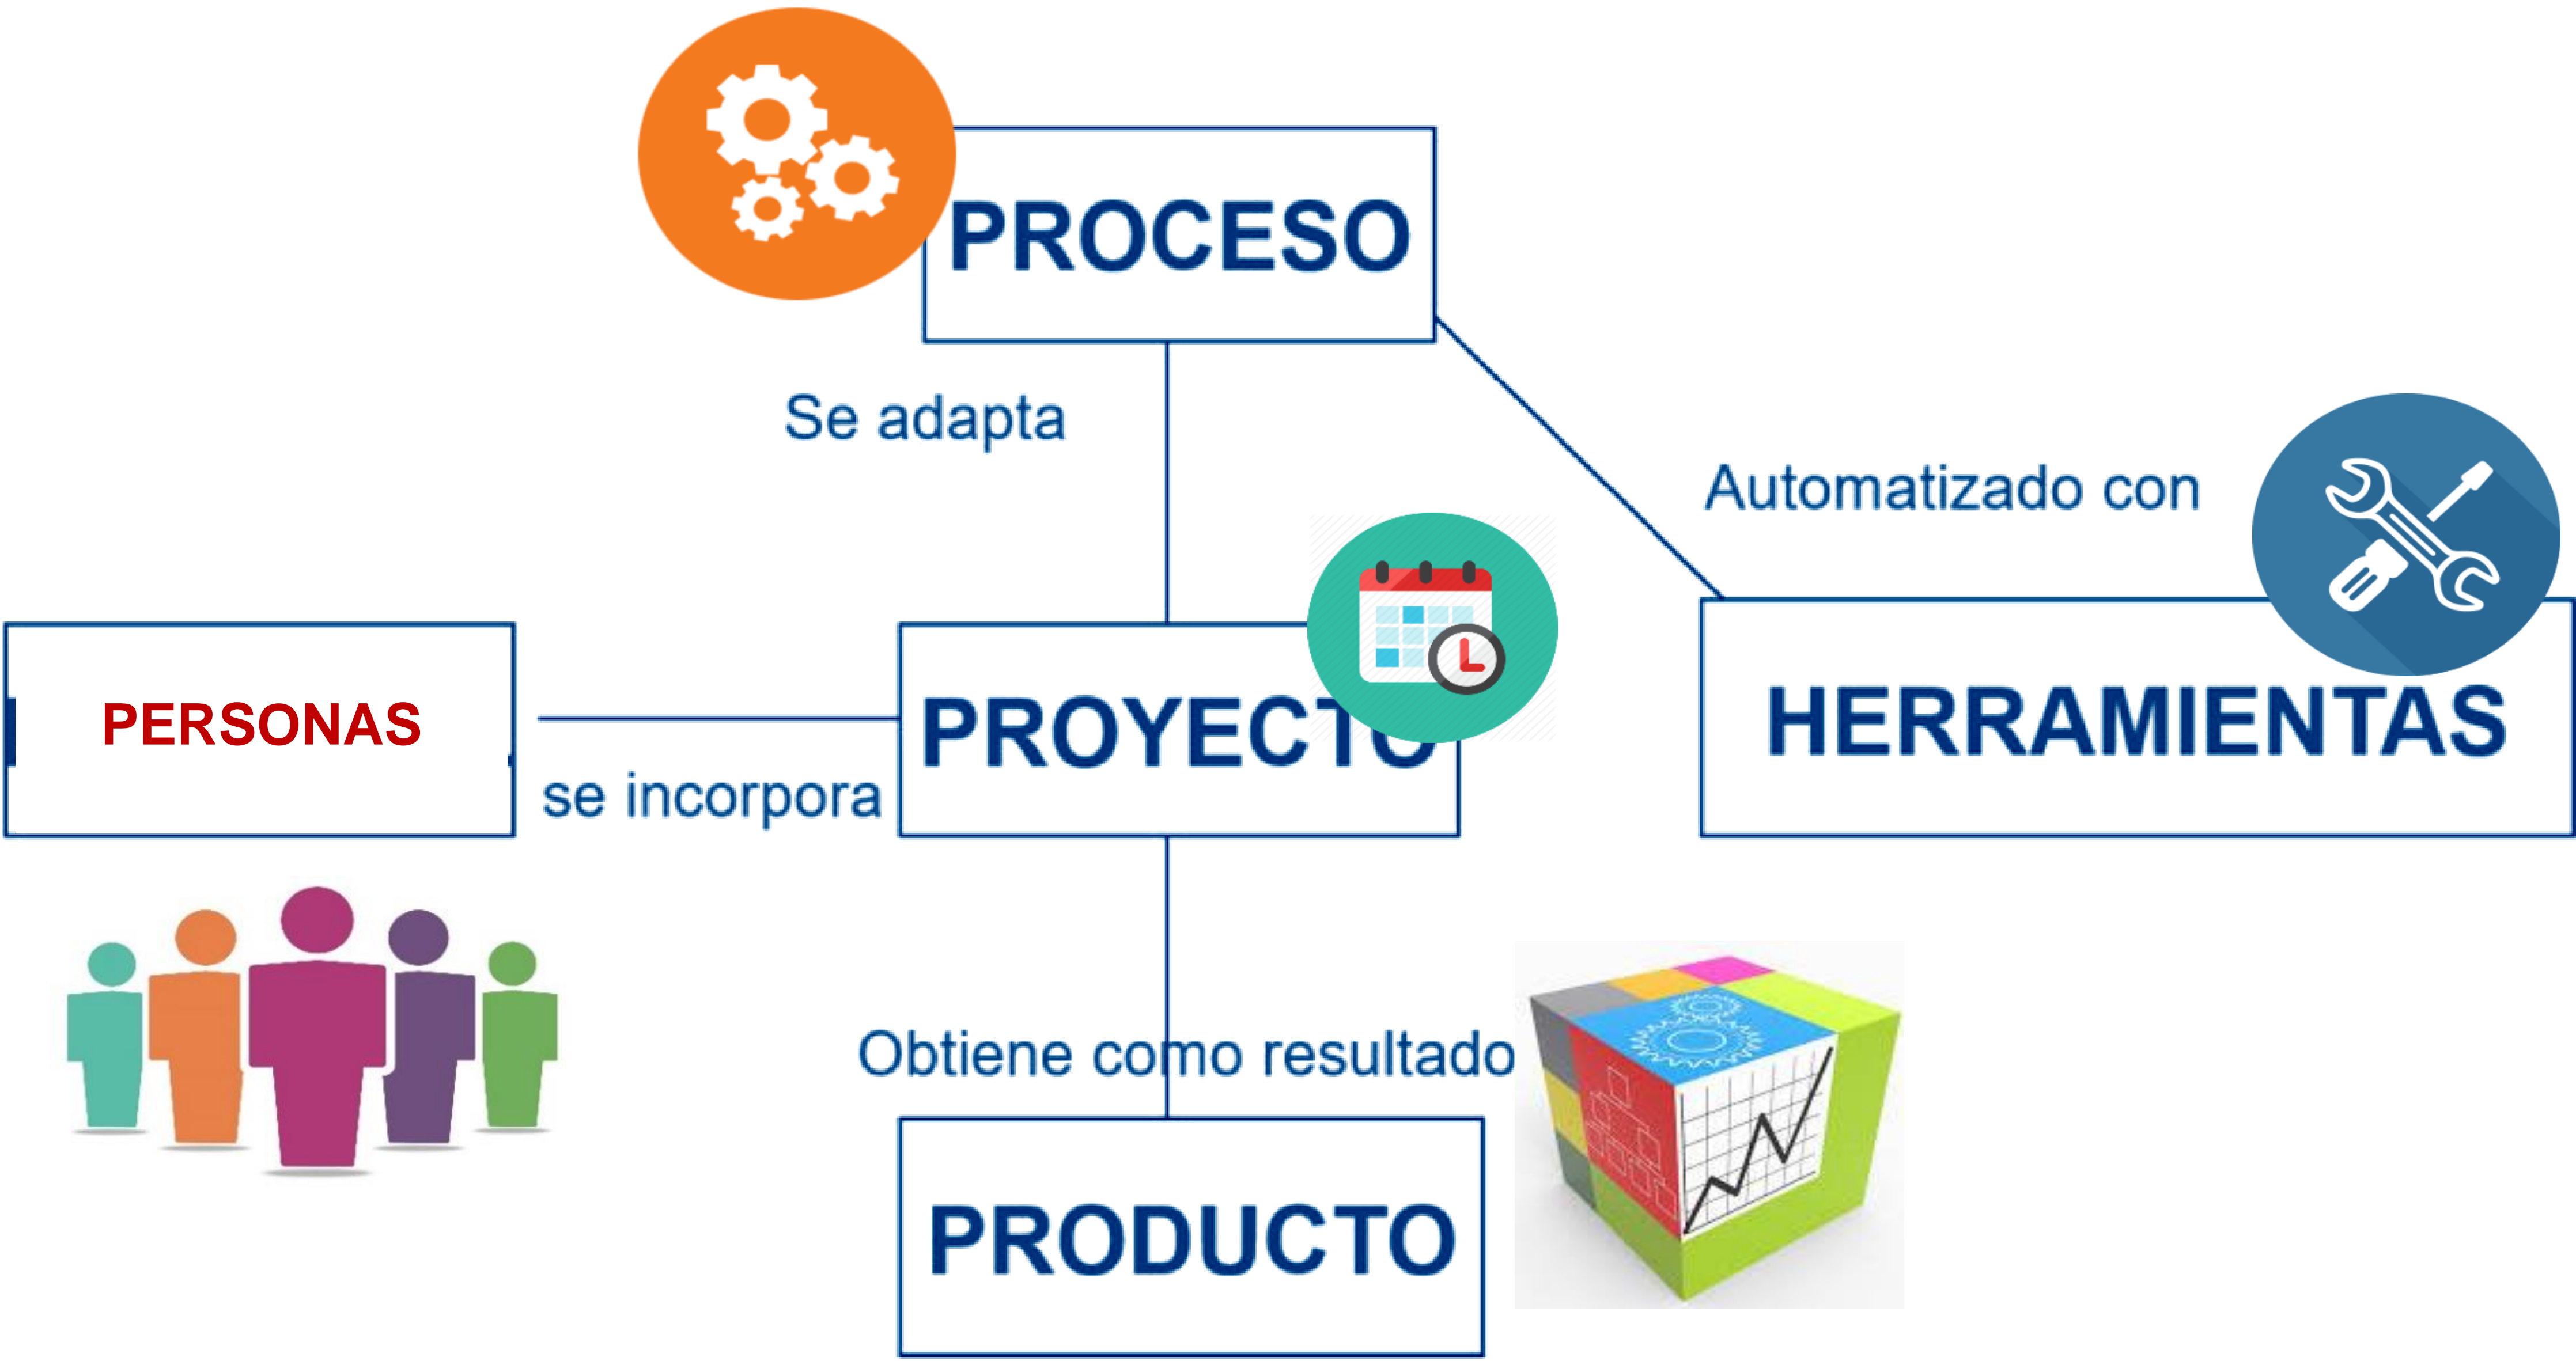 PROCESO
Se adapta
Automatizado con
PERSONAS
PROYECTO
HERRAMIENTAS
se incorpora
Obtiene como resultado
PRODUCTO